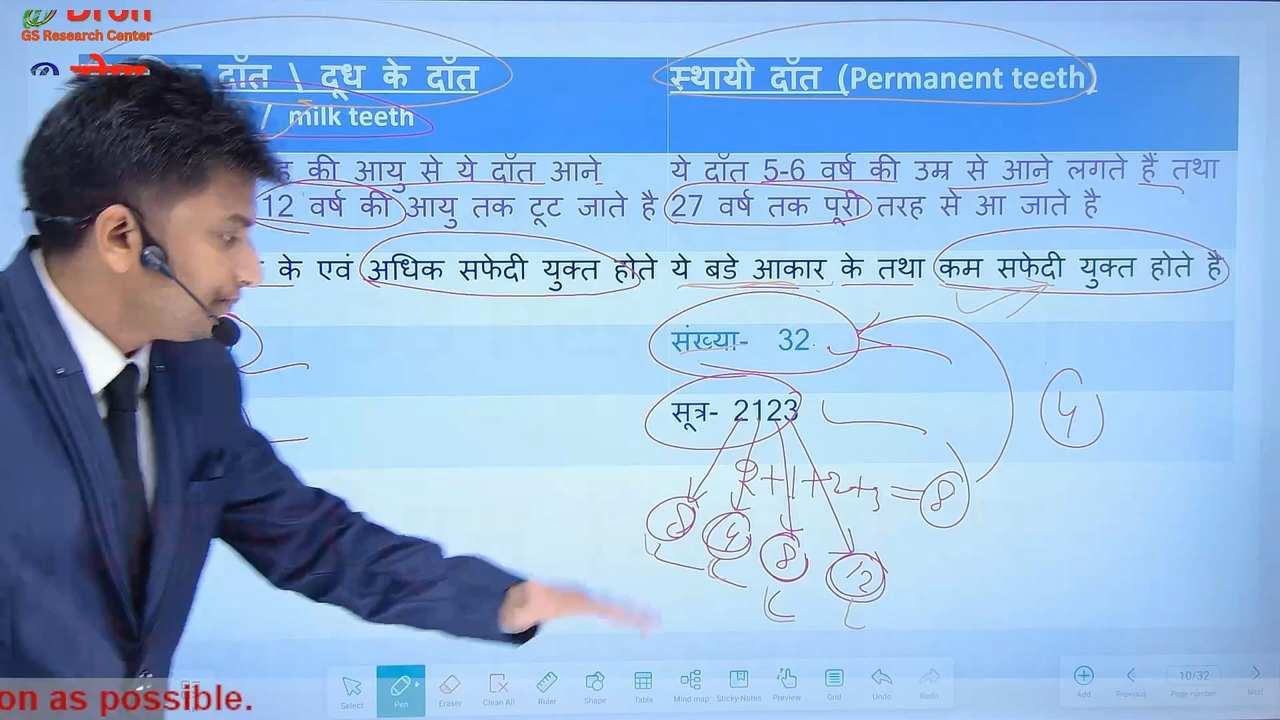 GS Research Center
दॉत \ दूध के दॉत
/ milk teeth
स्थायी दॉत (Permanent teeth)
की आयु से ये दॉत आने
12 वर्ष की आयु तक टूट जाते है
ये दॉत 5-6 वर्ष की उम्र से आने लगते हैं तथा
27 वर्ष तक पूरी तरह से आ जाते है
के एवं अधिक सफेदी युक्त होते
ये बडे आकार के तथा कम सफेदी युक्त होते है
संख्या- 32
सूत्र- 2123
4
2+1+2+3=8
8 4 8 12
Select
Pen
Eraser
Clean All
Ruler
Shape
Table
Mind map
Sticky-Notes
Preview
Grid
Undo
Redo
Add
Previous
10/32
Page number
Next
on as possible.